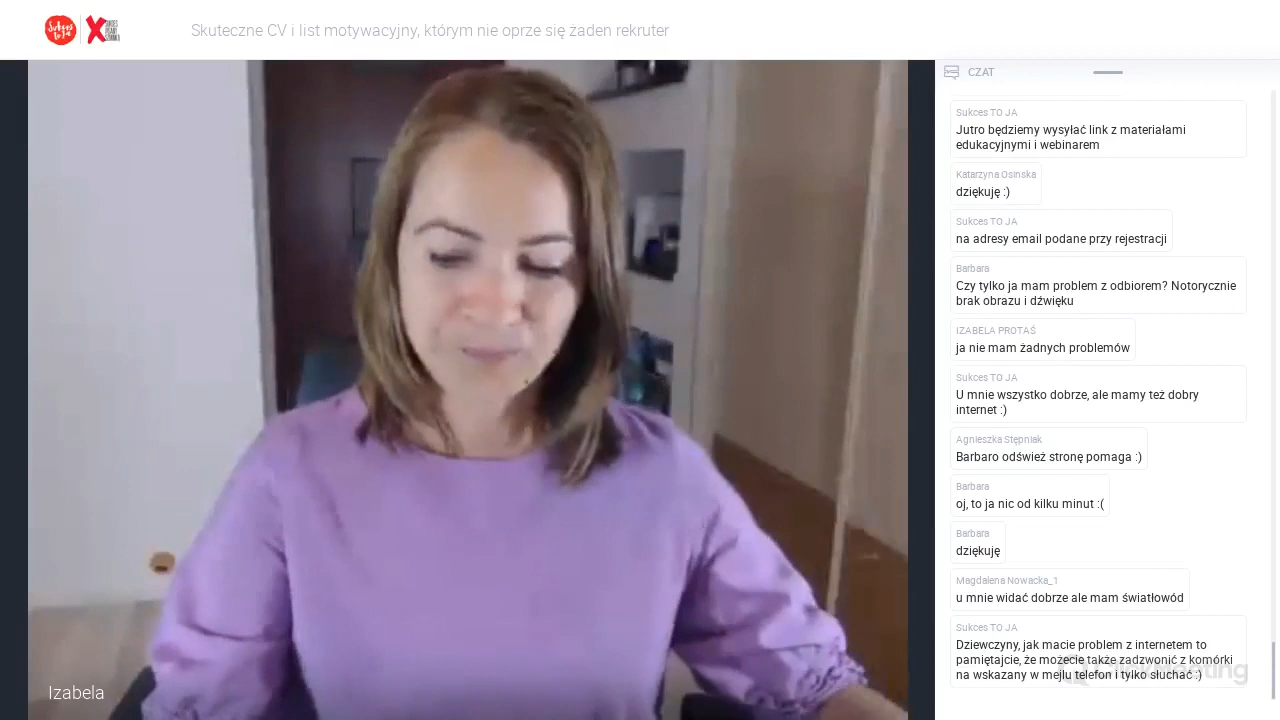 Sukces to Ja
Skuteczne CV i list motywacyjny, którym nie oprze się żaden rekruter
CZAT
Sukces TO JA
Jutro będziemy wysyłać link z materiałami
edukacyjnymi i webinarem
Katarzyna Osinska
dziękuję :)
Sukces TO JA
na adresy email podane przy rejestracji
Barbara
Czy tylko ja mam problem z odbiorem? Notorycznie
brak obrazu i dźwięku
IZABELA PROTAŚ
ja nie mam żadnych problemów
Sukces TO JA
U mnie wszystko dobrze, ale mamy też dobry
internet :)
Agnieszka Stępniak
Barbaro odśwież stronę pomaga :)
Barbara
oj, to ja nic od kilku minut :(
Barbara
dziękuję
Magdalena Nowacka_1
u mnie widać dobrze ale mam światłowód
Sukces TO JA
Dziewczyny, jak macie problem z internetem to
pamiętajcie, że możecie także zadzwonić z komórki
na wskazany w mejlu telefon i tylko słuchać :)
Izabela